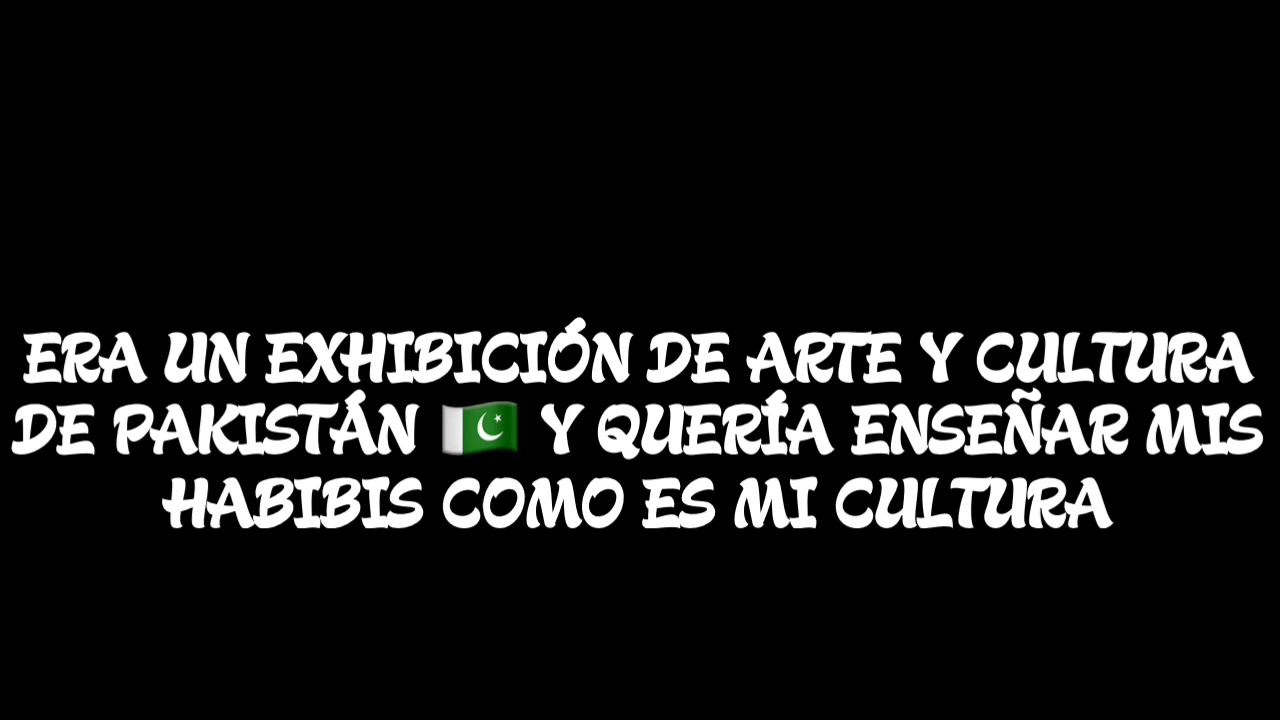 ERA UN EXHIBICIÓN DE ARTE Y CULTURA
DE PAKISTÁN 🇵🇰 Y QUERÍA ENSEÑAR MIS
HABIBIS COMO ES MI CULTURA